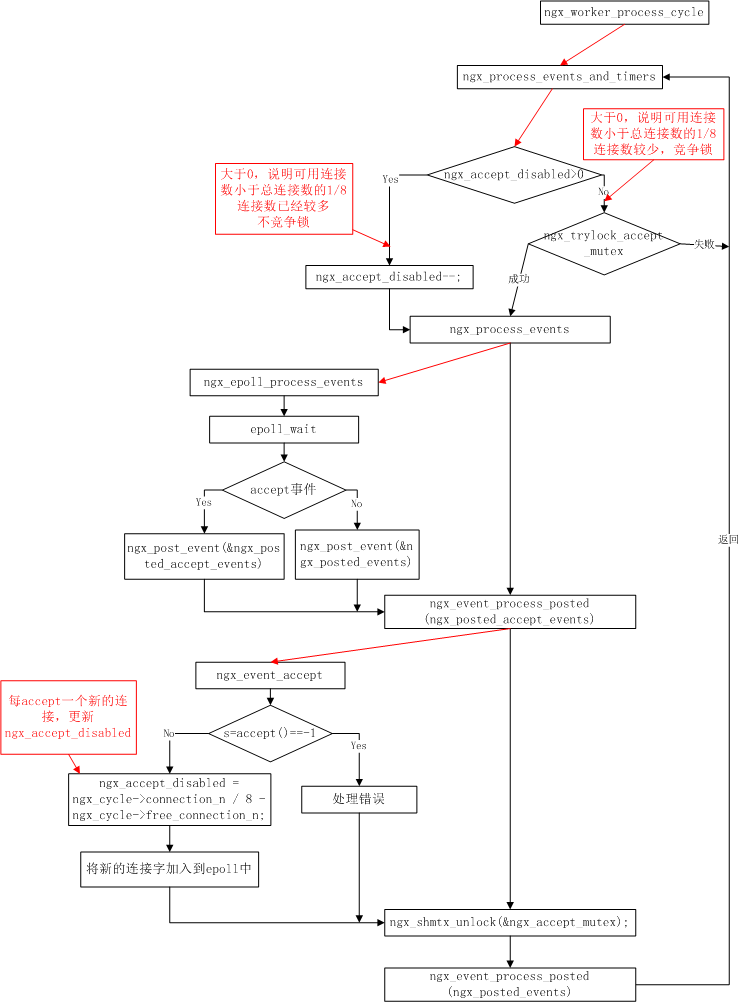 ngx_worker_process_cycle
ngx_process_events_and_timers
大于0, 说明可用连接
数小于总连接数的1/8
连接数较少, 竞争锁
大于0, 说明可用连接
数小于总连接数的1/8
连接数已经较多
不竞争锁
Yes
ngx_accept_disabled>0
No
ngx_trylock_accept
_mutex
失败
ngx_accept_disabled--;
成功
ngx_process_events
ngx_epoll_process_events
epoll_wait
accept事件
Yes
No
ngx_post_event(&ngx_pos
ted_accept_events)
ngx_post_event(&n
gx_posted_events)
返回
ngx_event_process_posted
(ngx_posted_accept_events)
ngx_event_accept
每accept一个新的连
接, 更新
ngx_accept_disabled
No
s=accept()==-1
Yes
ngx_accept_disabled =
ngx_cycle->connection_n / 8 -
ngx_cycle->free_connection_n;
处理错误
将新的连接字加入到epoll中
ngx_shmtx_unlock(&ngx_accept_mutex);
ngx_event_process_posted
(ngx_posted_events)